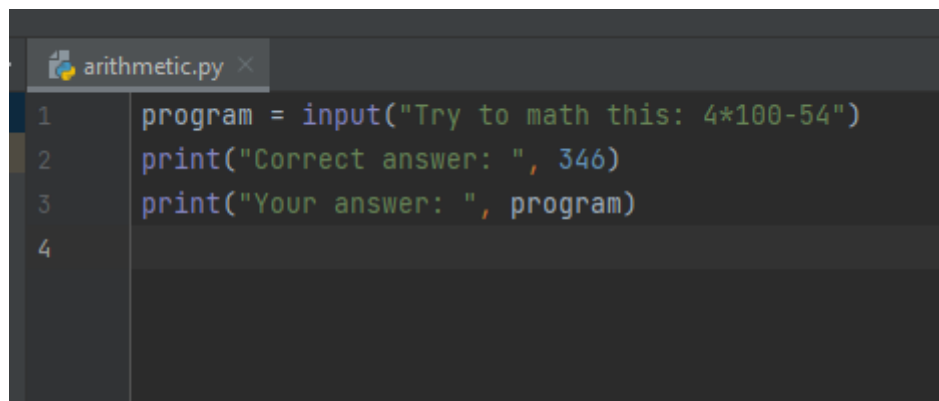 arithmetic.py
1 program = input("Try to math this: 4*100-54")
2 print("Correct answer: ", 346)
3 print("Your answer: ", program)
4